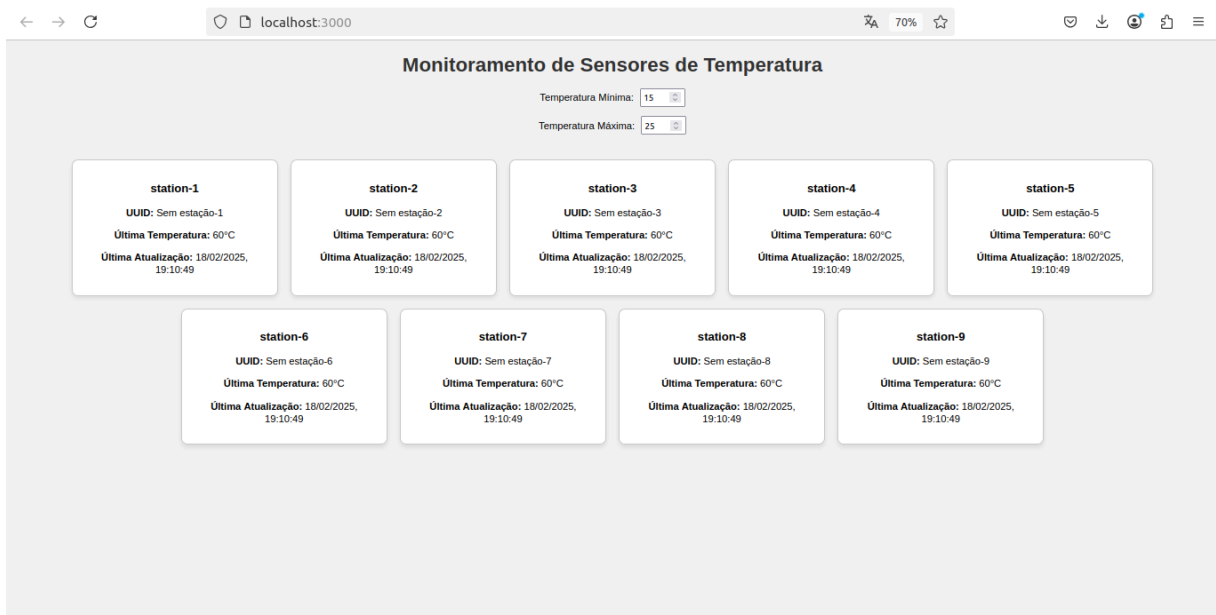 localhost:3000
70%
Monitoramento de Sensores de Temperatura
Temperatura Mínima: 15
Temperatura Máxima: 25
station-1
UUID: Sem estação-1
Última Temperatura: 60°C
Última Atualização: 18/02/2025,
19:10:49
station-2
UUID: Sem estação-2
Última Temperatura: 60°C
Última Atualização: 18/02/2025,
19:10:49
station-3
UUID: Sem estação-3
Última Temperatura: 60°C
Última Atualização: 18/02/2025,
19:10:49
station-4
UUID: Sem estação-4
Última Temperatura: 60°C
Última Atualização: 18/02/2025,
19:10:49
station-5
UUID: Sem estação-5
Última Temperatura: 60°C
Última Atualização: 18/02/2025,
19:10:49
station-6
UUID: Sem estação-6
Última Temperatura: 60°C
Última Atualização: 18/02/2025,
19:10:49
station-7
UUID: Sem estação-7
Última Temperatura: 60°C
Última Atualização: 18/02/2025,
19:10:49
station-8
UUID: Sem estação-8
Última Temperatura: 60°C
Última Atualização: 18/02/2025,
19:10:49
station-9
UUID: Sem estação-9
Última Temperatura: 60°C
Última Atualização: 18/02/2025,
19:10:49